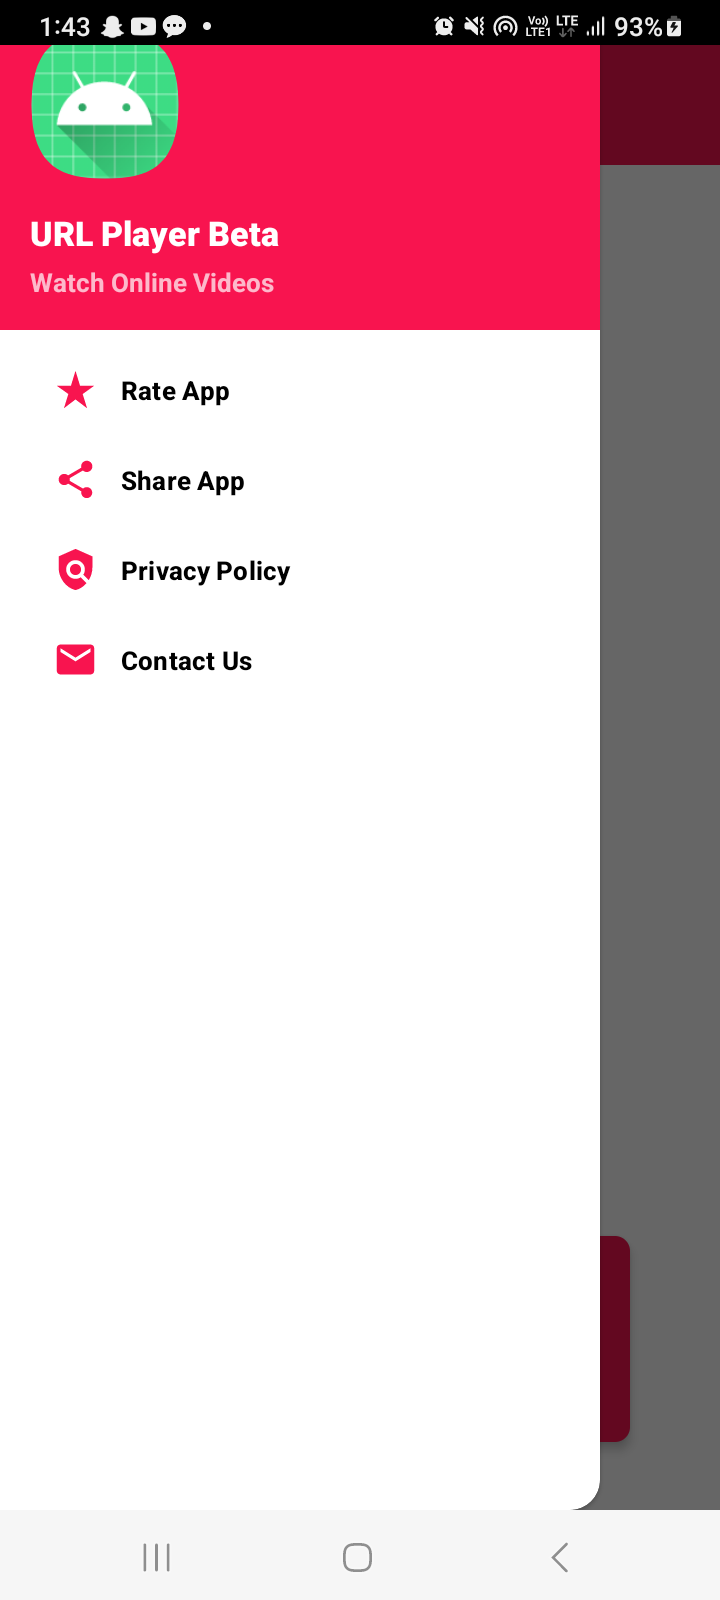 1:43
Vo)) LTE1 LTE 93%
URL Player Beta
Watch Online Videos
Rate App
Share App
Privacy Policy
Contact Us